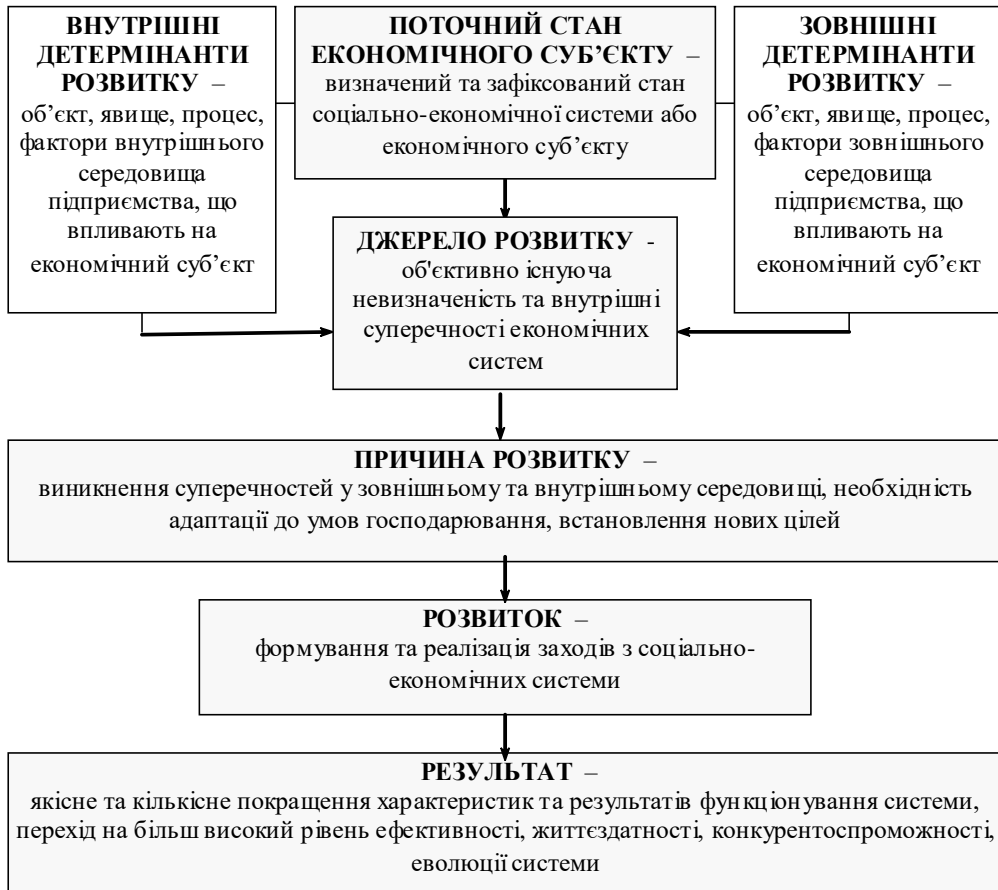 ВНУТРІШНІ
ДЕТЕРМІНАНТИ
РОЗВИТКУ –
об’єкт, явище, процес,
фактори внутрішнього
середовища
підприємства, що
впливають на
економічний суб’єкт
ПОТОЧНИЙ СТАН
ЕКОНОМІЧНОГО СУБ’ЄКТУ –
визначений та зафіксований стан
соціально-економічної системи або
економічного суб’єкту
ЗОВНІШНІ
ДЕТЕРМІНАНТИ
РОЗВИТКУ –
об’єкт, явище, процес,
фактори зовнішнього
середовища
підприємства, що
впливають на
економічний суб’єкт
ДЖЕРЕЛО РОЗВИТКУ -
об'єктивно існуюча
невизначеність та внутрішні
суперечності економічних
систем
ПРИЧИНА РОЗВИТКУ –
виникнення суперечностей у зовнішньому та внутрішньому середовищі, необхідність
адаптації до умов господарювання, встановлення нових цілей
РОЗВИТОК –
формування та реалізація заходів з соціально-
економічних системи
РЕЗУЛЬТАТ –
якісне та кількісне покращення характеристик та результатів функціонування системи,
перехід на більш високий рівень ефективності, життєздатності, конкурентоспроможності,
еволюції системи